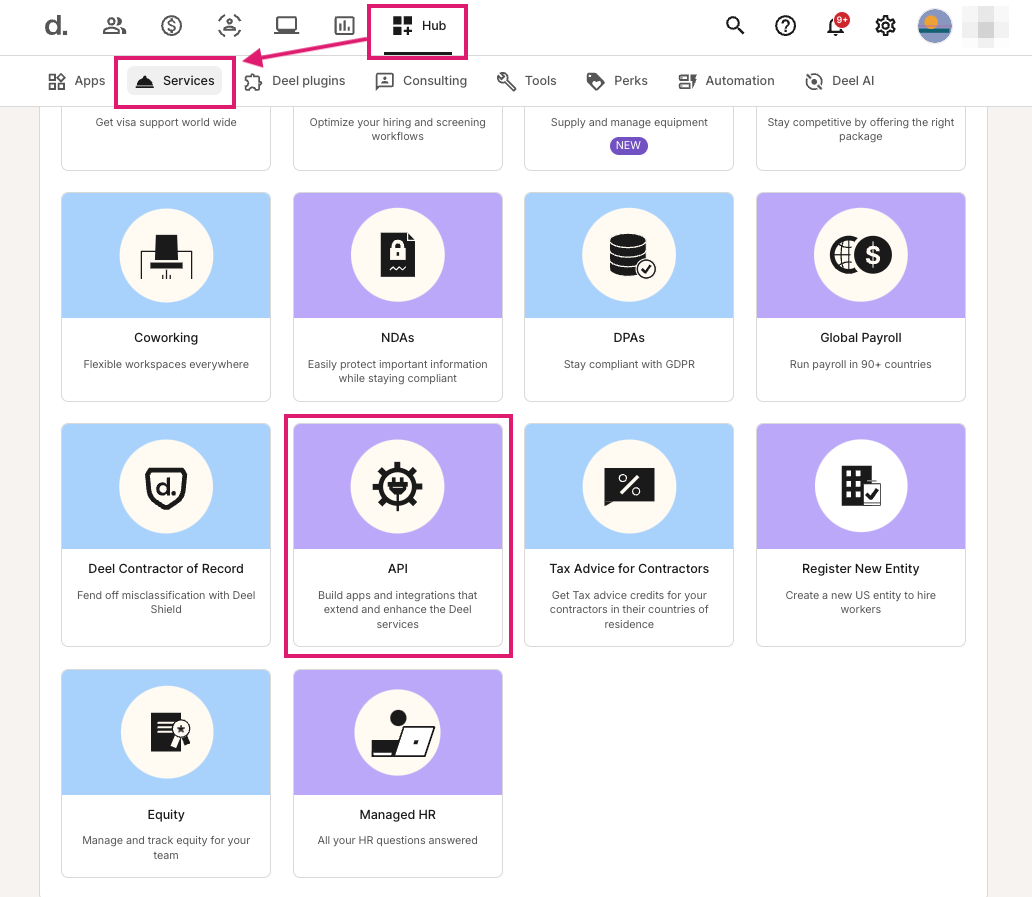 d.
Hub
9+
Apps
Services
Deel plugins
Consulting
Tools
Perks
Automation
Deel AI
Get visa support world wide
Optimize your hiring and screening
workflows
Supply and manage equipment
NEW
Stay competitive by offering the right
package
Coworking
Flexible workspaces everywhere
NDAs
Easily protect important information
while staying compliant
DPAs
Stay compliant with GDPR
$
Global Payroll
Run payroll in 90+ countries
d.
Deel Contractor of Record
Fend off misclassification with Deel
Shield
API
Build apps and integrations that
extend and enhance the Deel
services
%
Tax Advice for Contractors
Get Tax advice credits for your
contractors in their countries of
residence
Register New Entity
Create a new US entity to hire
workers
Equity
Manage and track equity for your
team
Managed HR
All your HR questions answered